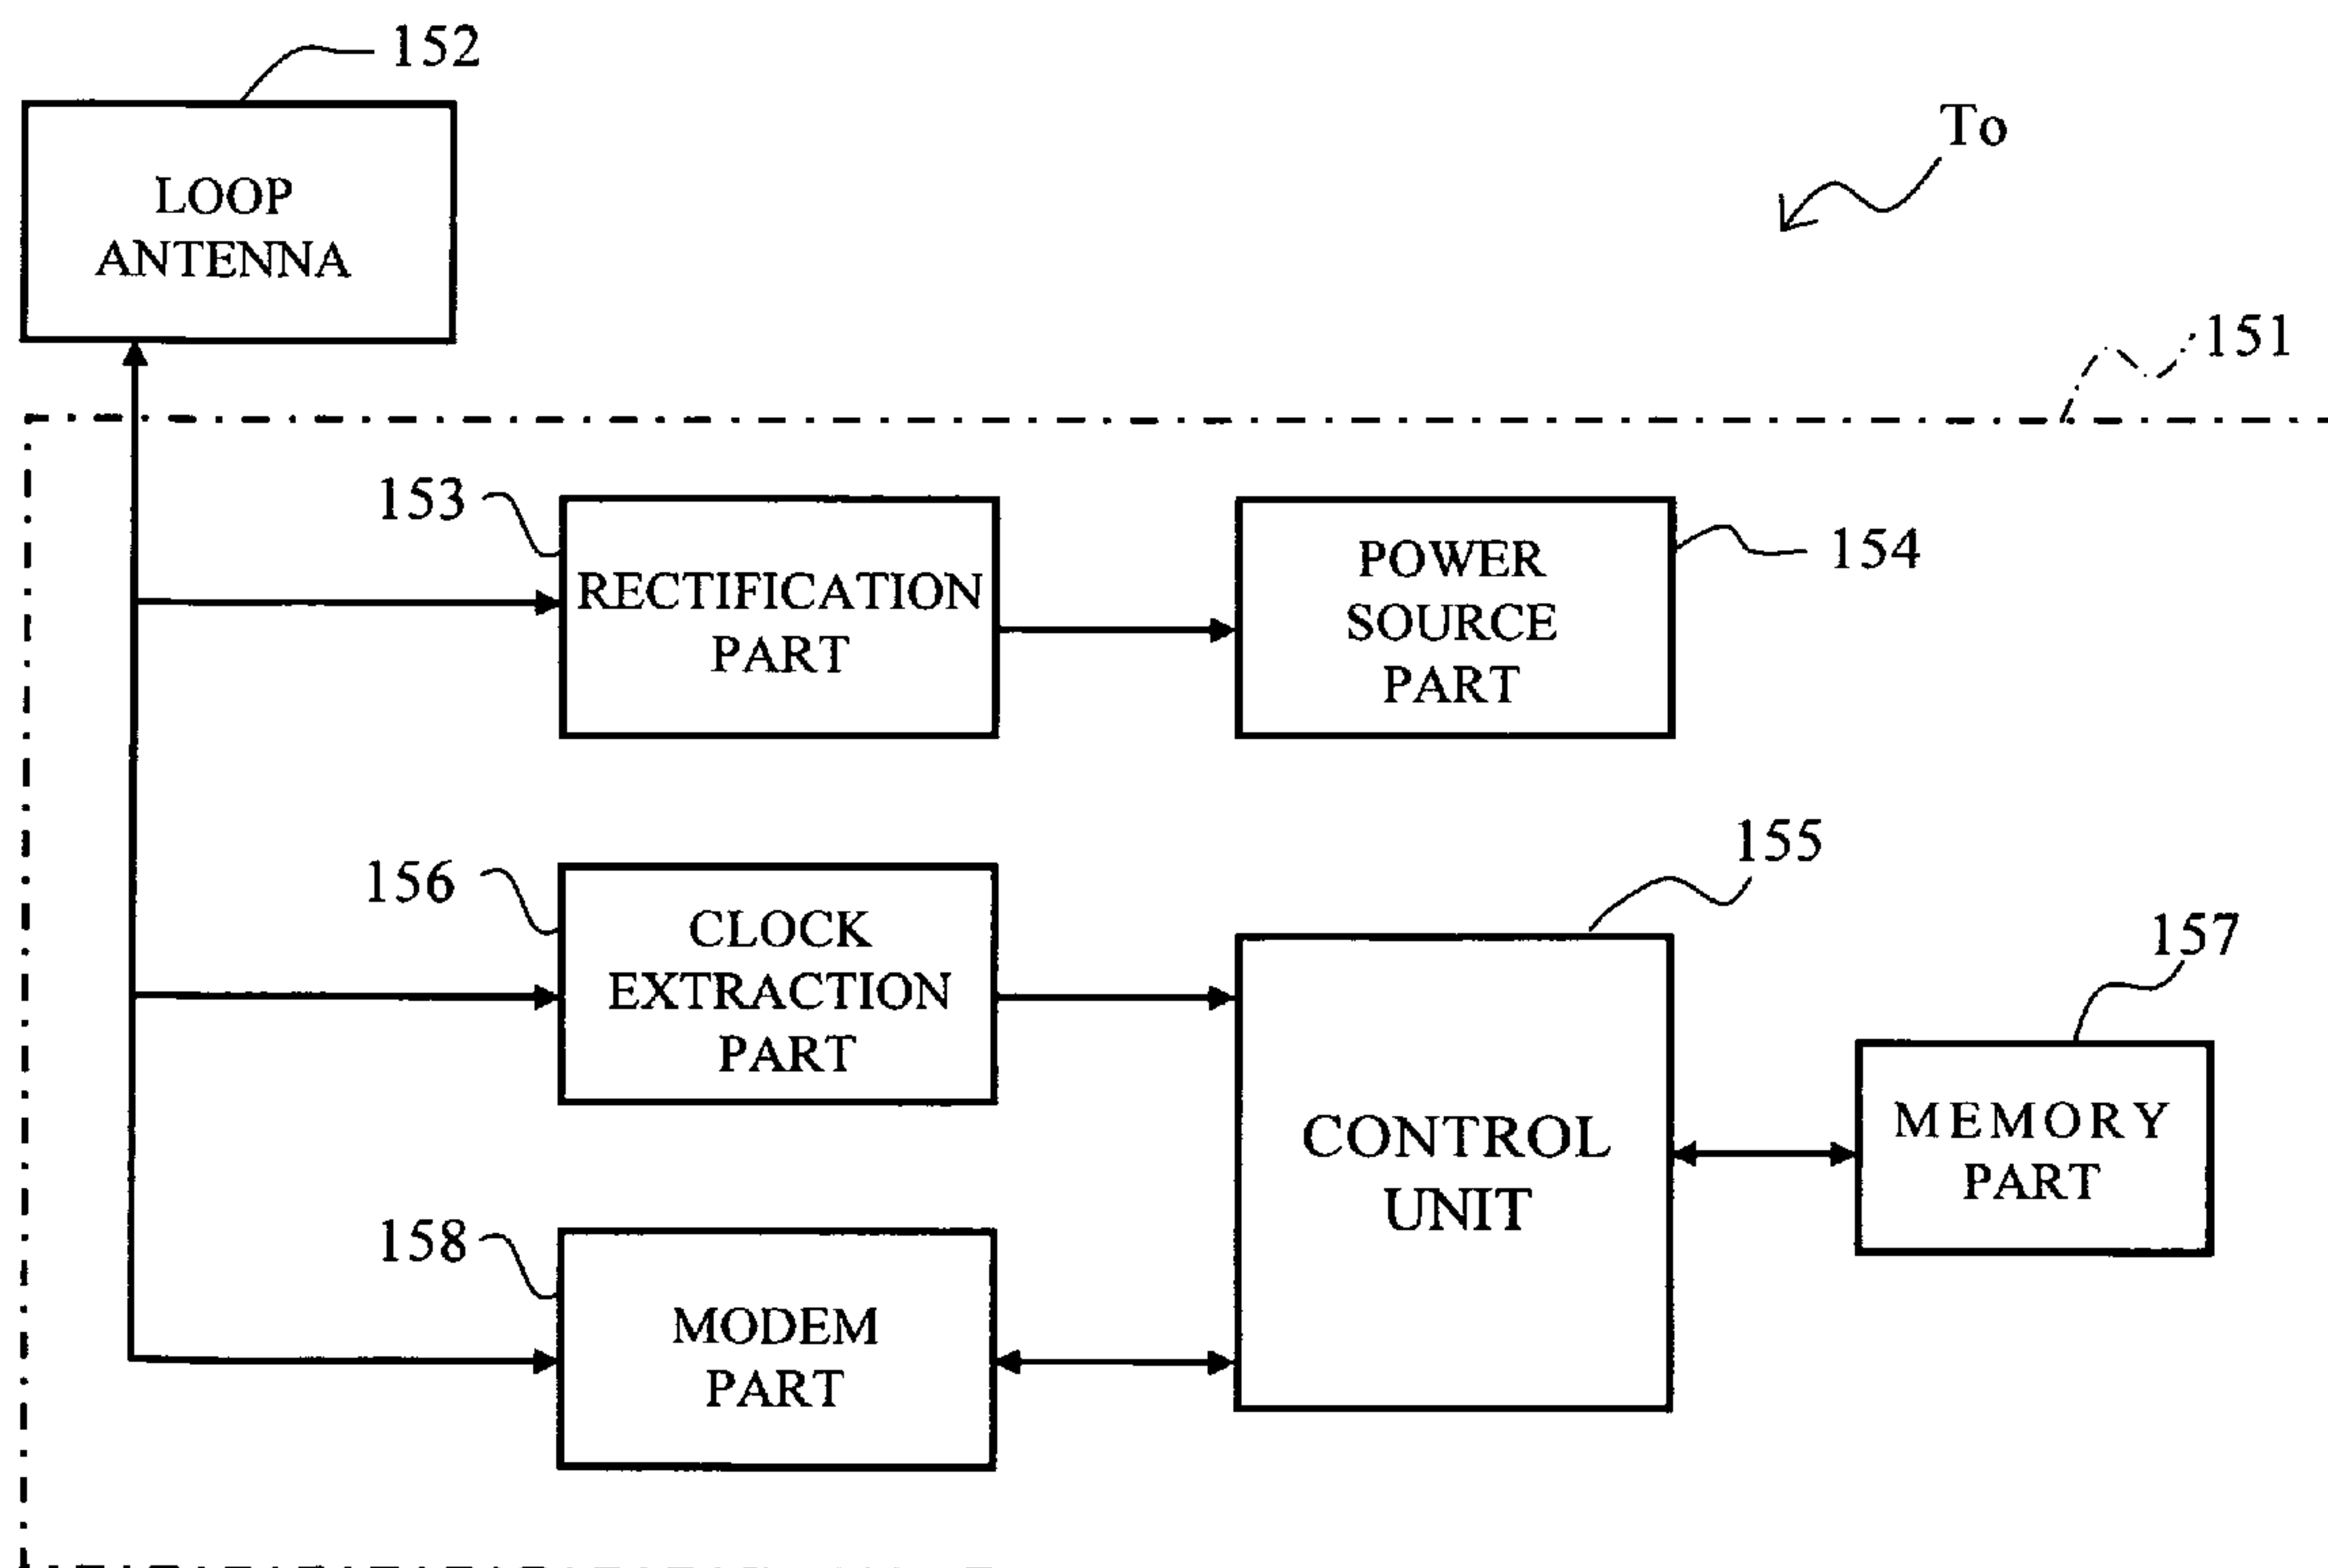 152
LOOP
ANTENNA
To
151
153
RECTIFICATION
PART
POWER
SOURCE
PART
154
156
CLOCK
EXTRACTION
PART
155
CONTROL
UNIT
157
MEMORY
PART
158
MODEM
PART